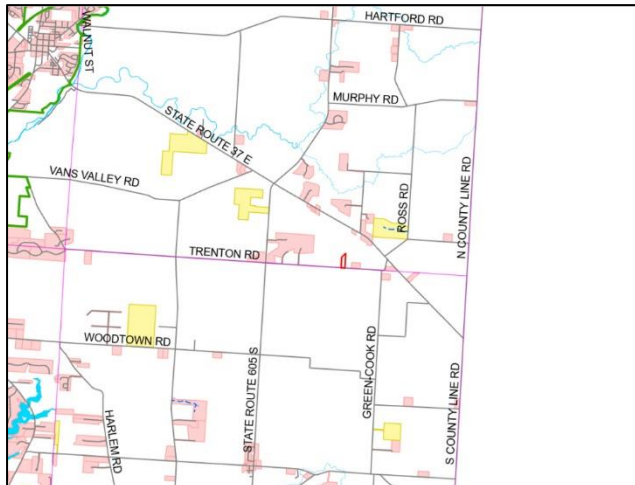 HARTFORD RD
WALNUT ST
MURPHY RD
STATE ROUTE 37 E
VANS VALLEY RD
ROSS RD
N COUNTY LINE RD
TRENTON RD
WOODTOWN RD
STATE ROUTE 605 S
GREEN-COOK RD
HARLEM RD
S COUNTY LINE RD